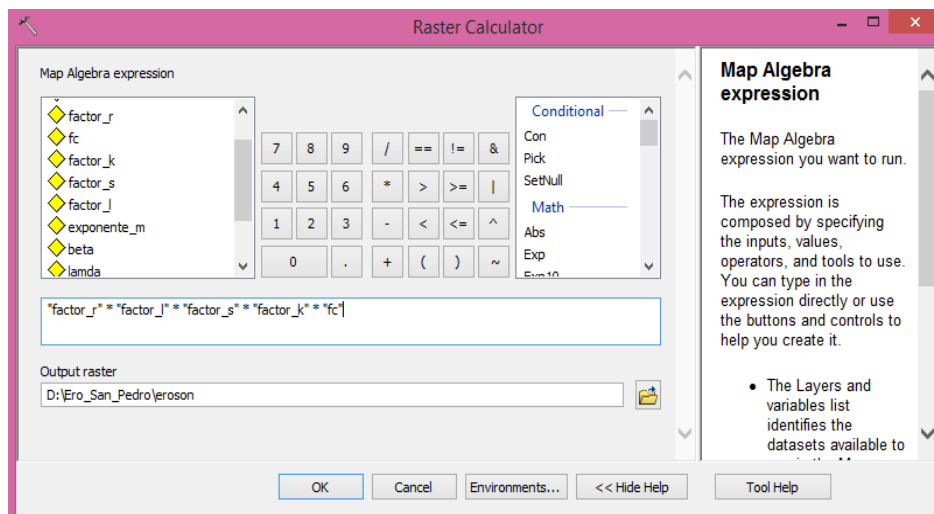 Raster Calculator
Map Algebra expression
factor_r
fc
factor_k
factor_s
factor_l
exponente_m
beta
lamda
7 8 9 / == != &
4 5 6 * > >= |
1 2 3 - < <= ^
0 . + ( ) ~
Conditional
Con
Pick
SetNull
Math
Abs
Exp
Exp10
"factor_r" * "factor_l" * "factor_s" * "factor_k" * "fc"
Output raster
D:\Ero_San_Pedro\eroson
OK
Cancel
Environments...
<< Hide Help
Tool Help
Map Algebra
expression
The Map Algebra
expression you want to run.
The expression is
composed by specifying
the inputs, values,
operators, and tools to use.
You can type in the
expression directly or use
the buttons and controls to
help you create it.
• The Layers and
variables list
identifies the
datasets available to